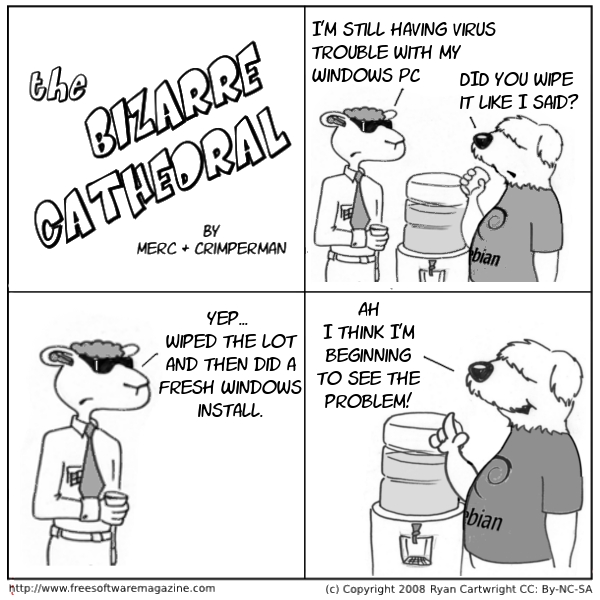 the
BIZARRE
CATHEDRAL
BY
MERC + CRIMPERMAN
I'M STILL HAVING VIRUS
TROUBLE WITH MY
WINDOWS PC
DID YOU WIPE
IT LIKE I SAID?
ebian
YEP...
WIPED THE LOT
AND THEN DID A
FRESH WINDOWS
INSTALL.
AH
I THINK I'M
BEGINNING
TO SEE THE
PROBLEM!
ebian
http://www.freesoftwaremagazine.com
(c) Copyright 2008 Ryan Cartwright CC: By-NC-SA